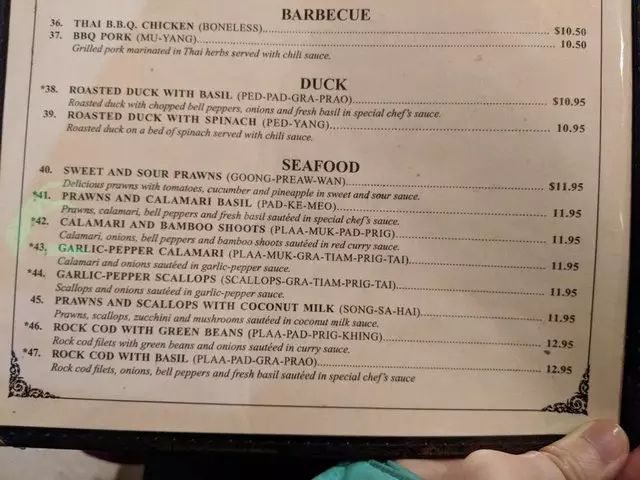 BARBECUE
36. THAI B.B.Q. CHICKEN (BONELESS)........ $10.50
37. BBQ PORK (MU-YANG)........ 10.50
Grilled pork marinated in Thai herbs served with chili sauce.
DUCK
*38. ROASTED DUCK WITH BASIL (PED-PAD-GRA-PRAO)........ $10.95
Roasted duck with chopped bell peppers, onions and fresh basil in special chef's sauce.
39. ROASTED DUCK WITH SPINACH (PED-YANG)........ 10.95
Roasted duck on a bed of spinach served with chili sauce.
SEAFOOD
40. SWEET AND SOUR PRAWNS (GOONG-PREAW-WAN)........ $11.95
Delicious prawns with tomatoes, cucumber and pineapple in sweet and sour sauce.
*41. PRAWNS AND CALAMARI BASIL (PAD-KE-MEO)........ 11.95
Prawns, calamari, bell peppers and fresh basil sautéed in special chef's sauce.
*42. CALAMARI AND BAMBOO SHOOTS (PLAA-MUK-PAD-PRIG)........ 11.95
Calamari, onions, bell peppers and bamboo shoots sautéed in red curry sauce.
*43. GARLIC-PEPPER CALAMARI (PLAA-MUK-GRA-TIAM-PRIG-TAI)........ 11.95
Calamari and onions sautéed in garlic-pepper sauce.
*44. GARLIC-PEPPER SCALLOPS (SCALLOPS-GRA-TIAM-PRIG-TAI)........ 11.95
Scallops and onions sautéed in garlic-pepper sauce.
45. PRAWNS AND SCALLOPS WITH COCONUT MILK (SONG-SA-HAI)........ 11.95
Prawns, scallops, zucchini and mushrooms sautéed in coconut milk sauce.
*46. ROCK COD WITH GREEN BEANS (PLAA-PAD-PRIG-KHING)........ 12.95
Rock cod filets with green beans and onions sautéed in curry sauce.
*47. ROCK COD WITH BASIL (PLAA-PAD-GRA-PRAO)........ 12.95
Rock cod filets, onions, bell peppers and fresh basil sautéed in special chef's sauce